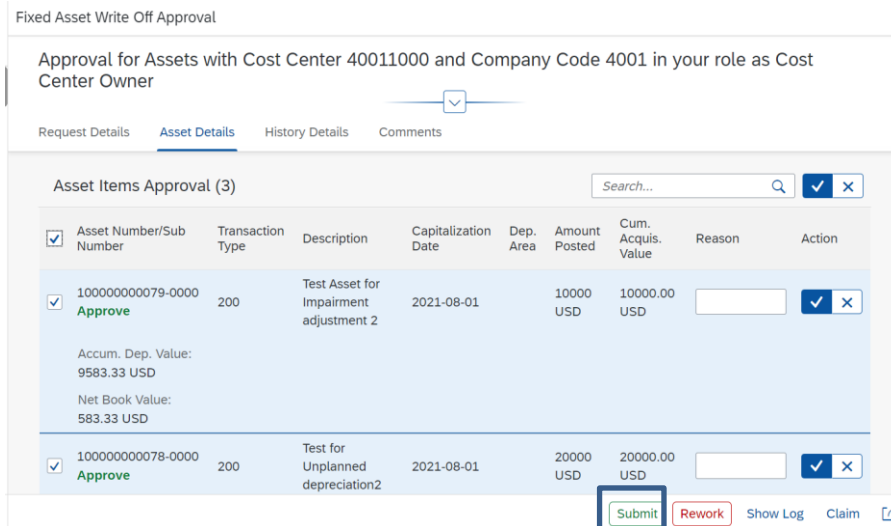 Fixed Asset Write Off Approval
Approval for Assets with Cost Center 40011000 and Company Code 4001 in your role as Cost
Center Owner
Request Details Asset Details History Details Comments
Asset Items Approval (3) Search...
Asset Number/Sub Number Transaction Type Description Capitalization Date Dep. Area Amount Posted Cum. Acquis. Value Reason Action
100000000079-0000 Approve 200 Test Asset for Impairment adjustment 2 2021-08-01 10000 USD 10000.00 USD
Accum. Dep. Value:
9583.33 USD
Net Book Value:
583.33 USD
100000000078-0000 Approve 200 Test for Unplanned depreciation2 2021-08-01 20000 USD 20000.00 USD
Submit Rework Show Log Claim